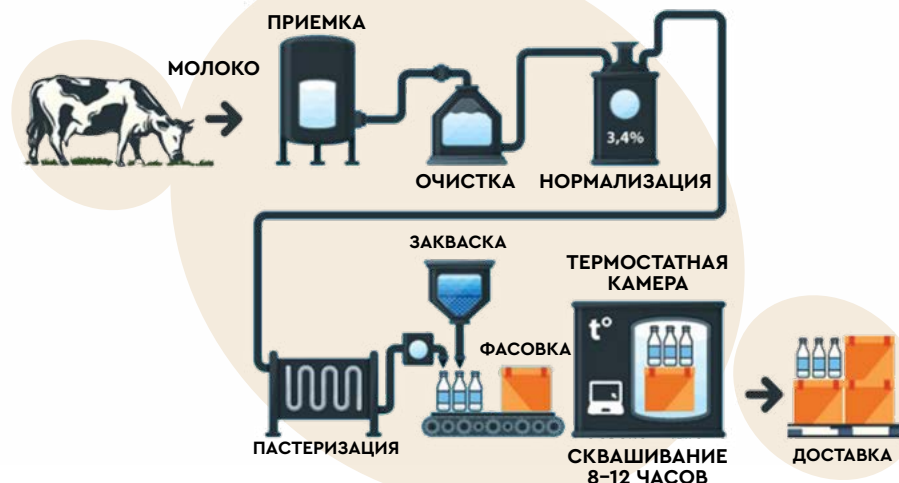 ПРИЕМКА
МОЛОКО
3,4%
ОЧИСТКА
НОРМАЛИЗАЦИЯ
ЗАКВАСКА
ТЕРМОСТАТНАЯ
КАМЕРА
t°
ФАСОВКА
ПАСТЕРИЗАЦИЯ
СКВАШИВАНИЕ
8–12 ЧАСОВ
ДОСТАВКА